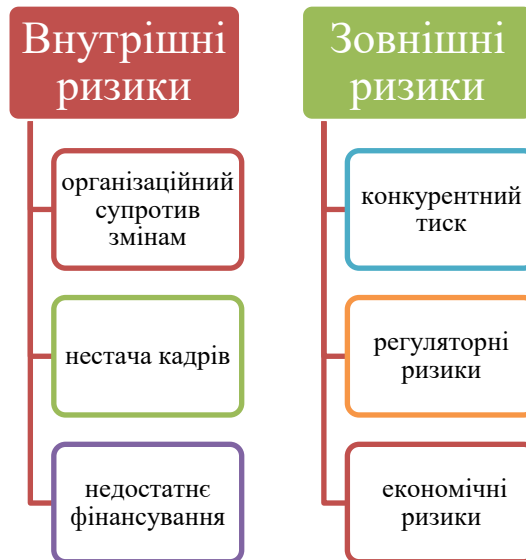 Внутрішні
ризики
організаційний
супротив
змінам
нестача кадрів
недостатнє
фінансування
Зовнішні
ризики
конкурентний
тиск
регуляторні
ризики
економічні
ризики